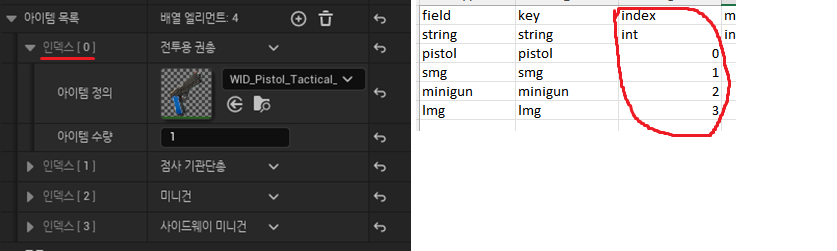 아이템 목록
배열 엘리먼트: 4
인덱스 [ 0 ]
전투용 권총
아이템 정의
WID_Pistol_Tactical_
아이템 수량
1
인덱스 [ 1 ]
점사 기관단총
인덱스 [ 2 ]
미니건
인덱스 [ 3 ]
사이드웨이 미니건
field key index m
string string int in
pistol pistol 0
smg smg 1
minigun minigun 2
lmg lmg 3